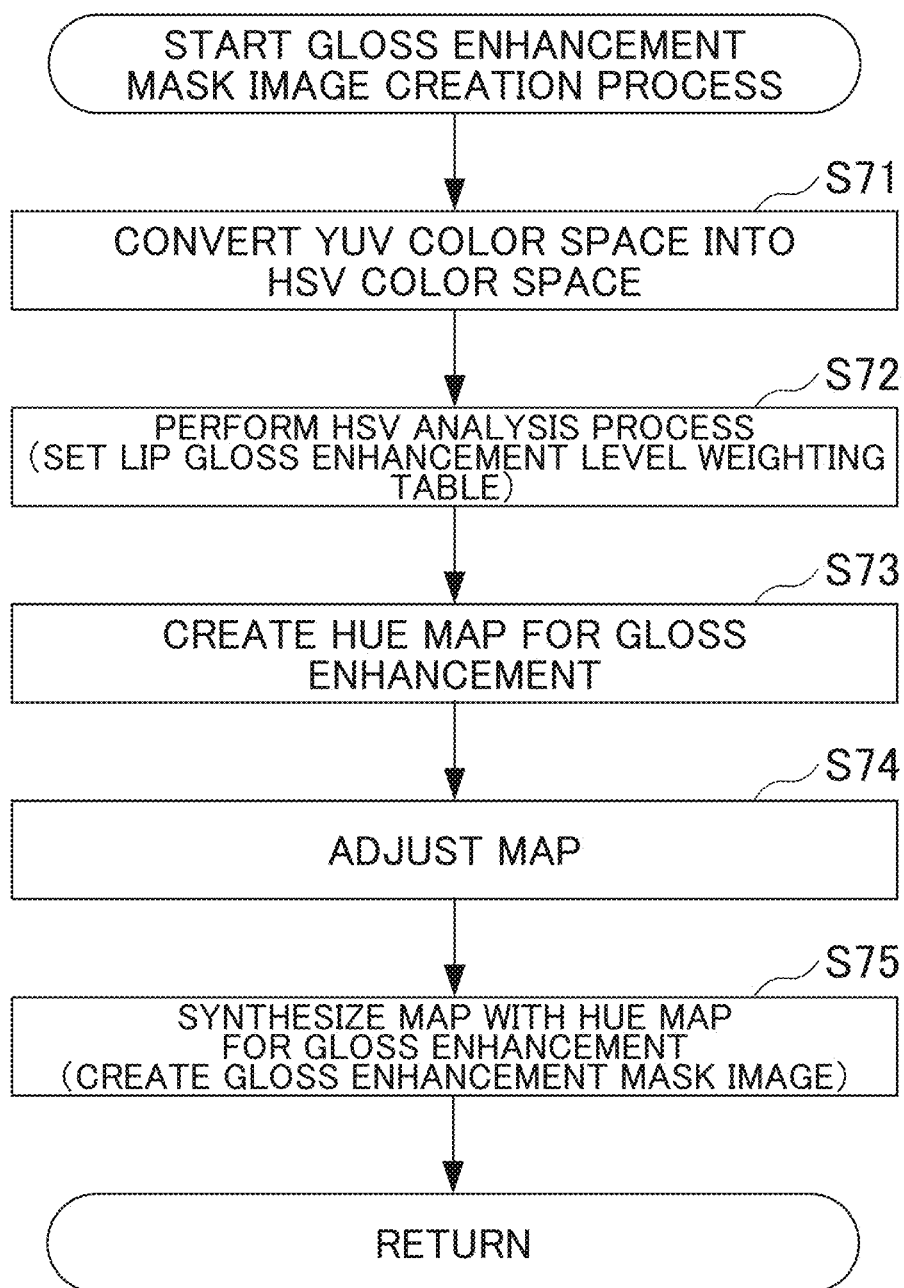 START GLOSS ENHANCEMENT
MASK IMAGE CREATION PROCESS
S71
CONVERT YUV COLOR SPACE INTO
HSV COLOR SPACE
S72
PERFORM HSV ANALYSIS PROCESS
(SET LIP GLOSS ENHANCEMENT LEVEL WEIGHTING
TABLE)
S73
CREATE HUE MAP FOR GLOSS
ENHANCEMENT
S74
ADJUST MAP
S75
SYNTHESIZE MAP WITH HUE MAP
FOR GLOSS ENHANCEMENT
(CREATE GLOSS ENHANCEMENT MASK IMAGE)
RETURN